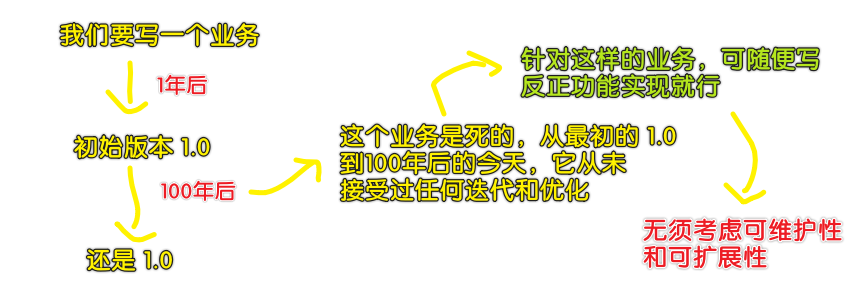 我们要写一个业务
1年后
初始版本 1.0
100年后
还是 1.0
这个业务是死的，从最初的 1.0
到100年后的今天，它从未
接受过任何迭代和优化
针对这样的业务，可随便写
反正功能实现就行
无须考虑可维护性
和可扩展性